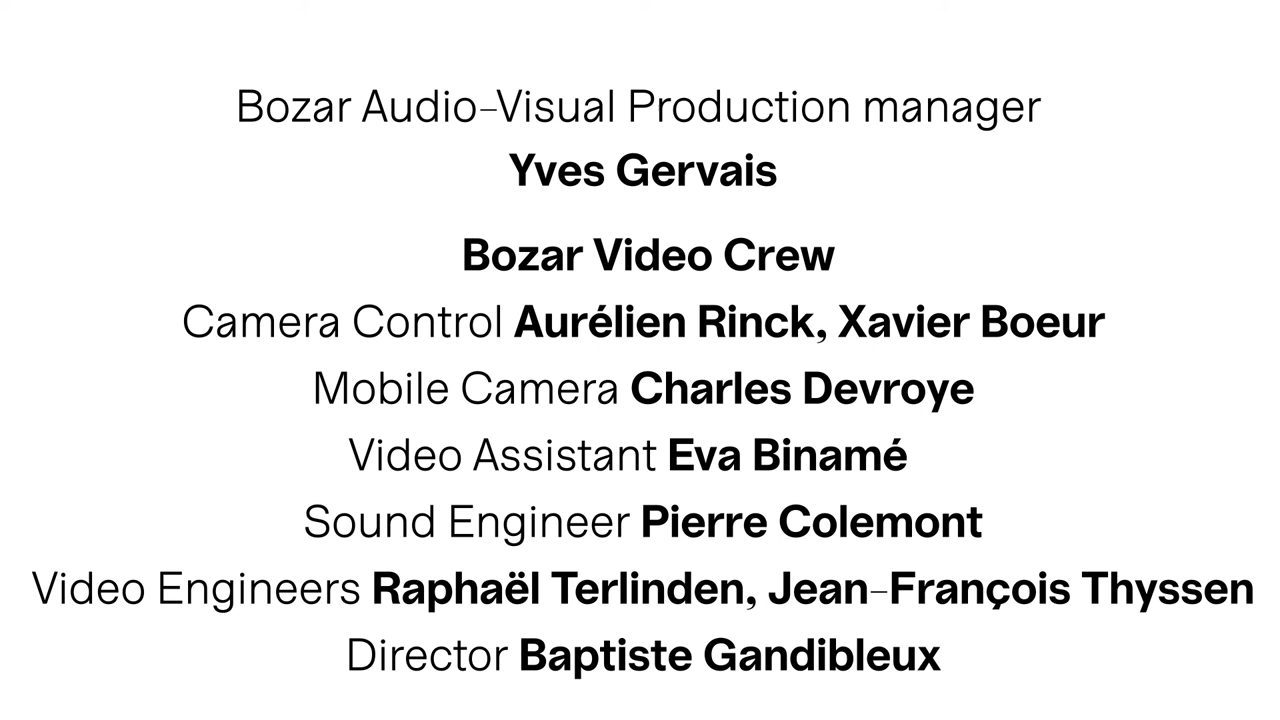 Bozar Audio-Visual Production manager
Yves Gervais
Bozar Video Crew
Camera Control Aurélien Rinck, Xavier Boeur
Mobile Camera Charles Devroye
Video Assistant Eva Binamé
Sound Engineer Pierre Colemont
Video Engineers Raphaël Terlinden, Jean-François Thyssen
Director Baptiste Gandibleux